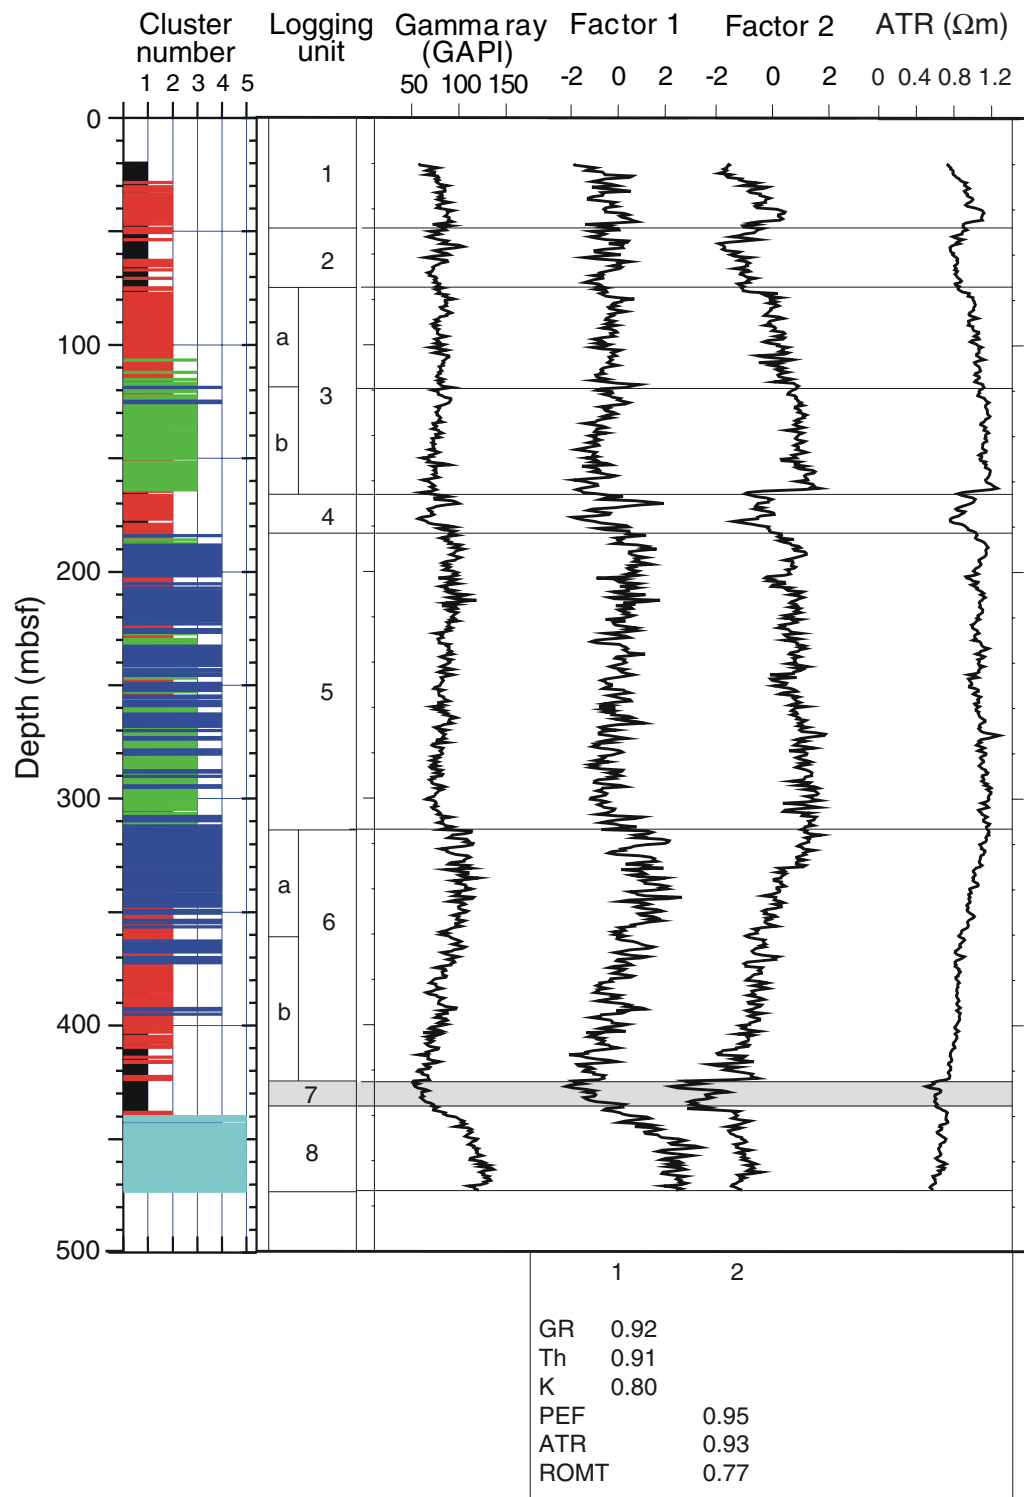 Cluster number
Logging unit
Gamma ray (GAPI)
Factor 1
Factor 2
ATR (Ωm)
1 2 3 4 5
50 100 150
-2 0 2
-2 0 2
0 0.4 0.8 1.2
Depth (mbsf)
0
100
200
300
400
500
1
2
a
3
b
4
5
a
6
b
7
8
1 2
GR 0.92
Th 0.91
K 0.80
PEF 0.95
ATR 0.93
ROMT 0.77